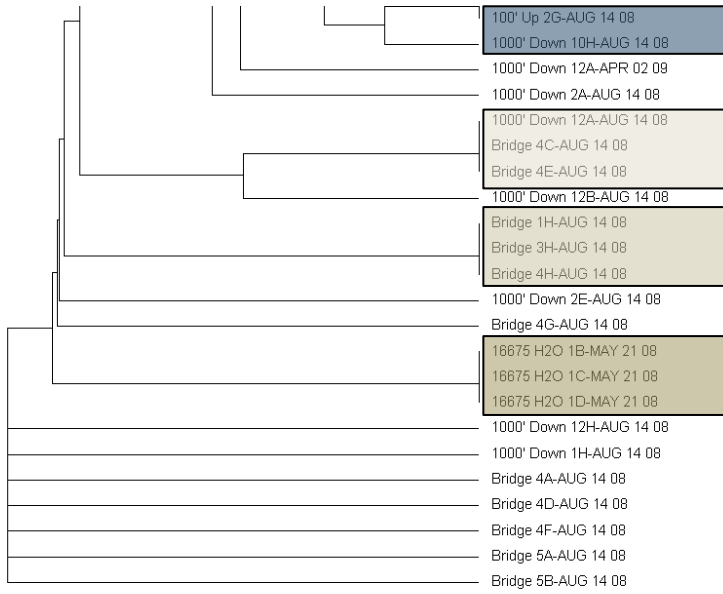 100' Up 2G-AUG 14 08
1000' Down 10H-AUG 14 08
1000' Down 12A-APR 02 09
1000' Down 2A-AUG 14 08
1000' Down 12A-AUG 14 08
Bridge 4C-AUG 14 08
Bridge 4E-AUG 14 08
1000' Down 12B-AUG 14 08
Bridge 1H-AUG 14 08
Bridge 3H-AUG 14 08
Bridge 4H-AUG 14 08
1000' Down 2E-AUG 14 08
Bridge 4G-AUG 14 08
16675 H2O 1B-MAY 21 08
16675 H2O 1C-MAY 21 08
16675 H2O 1D-MAY 21 08
1000' Down 12H-AUG 14 08
1000' Down 1H-AUG 14 08
Bridge 4A-AUG 14 08
Bridge 4D-AUG 14 08
Bridge 4F-AUG 14 08
Bridge 5A-AUG 14 08
Bridge 5B-AUG 14 08